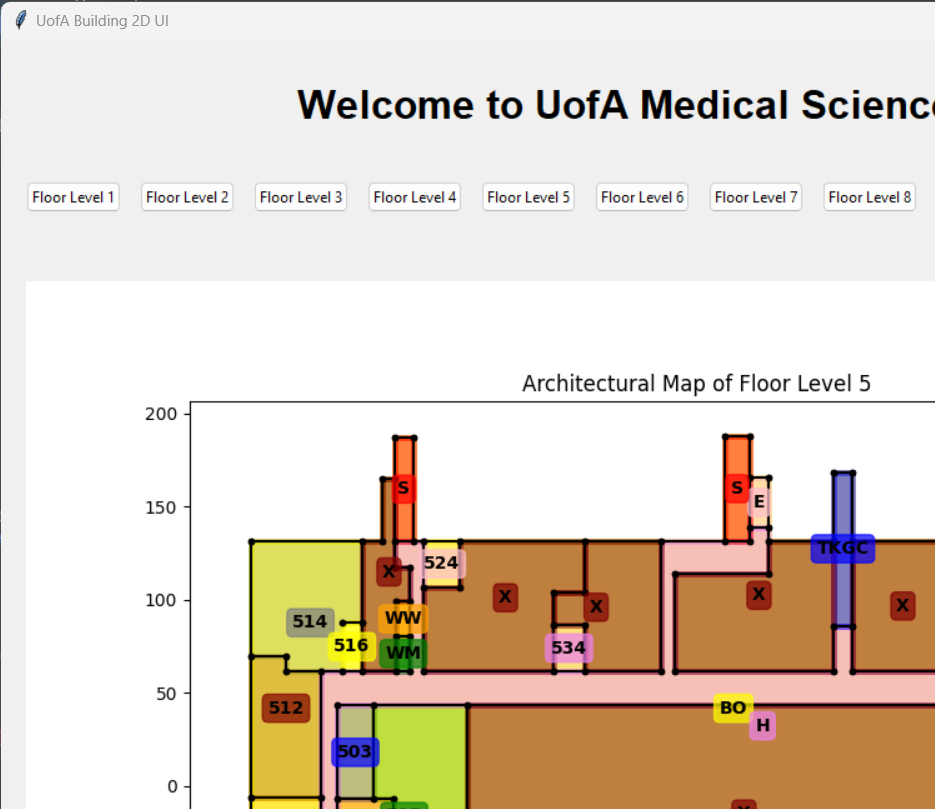 UofA Building 2D UI
Welcome to UofA Medical Scienc
Floor Level 1 Floor Level 2 Floor Level 3 Floor Level 4 Floor Level 5 Floor Level 6 Floor Level 7 Floor Level 8
Architectural Map of Floor Level 5
200
S S E
150
TKGC
524
X
100
X X X X
WW
514
516 WM 534
50
512 BO
H
503
0
X